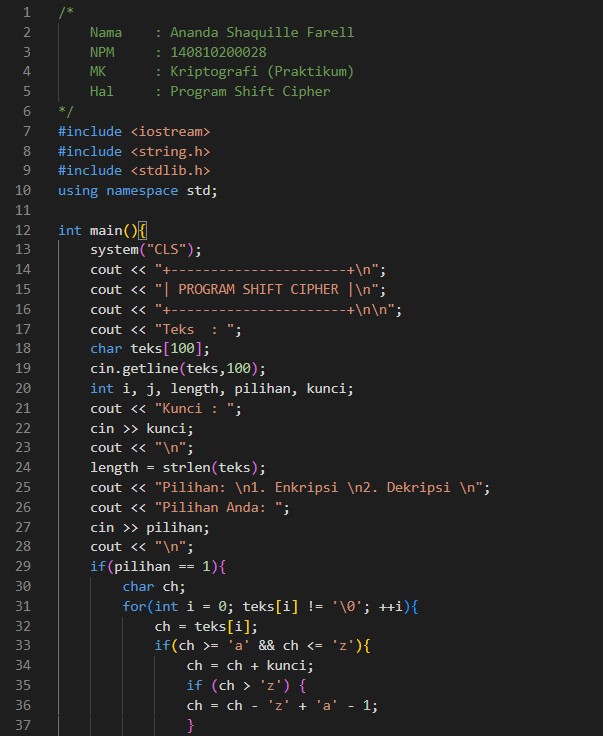 1 /*
2 Nama : Ananda Shaquille Farell
3 NPM : 140810200028
4 MK : Kriptografi (Praktikum)
5 Hal : Program Shift Cipher
6 */
7 #include <iostream>
8 #include <string.h>
9 #include <stdlib.h>
10 using namespace std;
11
12 int main(){
13 system("CLS");
14 cout << "+----------------------+\n";
15 cout << "| PROGRAM SHIFT CIPHER |\n";
16 cout << "+----------------------+\n\n";
17 cout << "Teks  : ";
18 char teks[100];
19 cin.getline(teks,100);
20 int i, j, length, pilihan, kunci;
21 cout << "Kunci : ";
22 cin >> kunci;
23 cout << "\n";
24 length = strlen(teks);
25 cout << "Pilihan: \n1. Enkripsi \n2. Dekripsi \n";
26 cout << "Pilihan Anda: ";
27 cin >> pilihan;
28 cout << "\n";
29 if(pilihan == 1){
30 char ch;
31 for(int i = 0; teks[i] != '\0'; ++i){
32 ch = teks[i];
33 if(ch >= 'a' && ch <= 'z'){
34 ch = ch + kunci;
35 if (ch > 'z') {
36 ch = ch - 'z' + 'a' - 1;
37 }